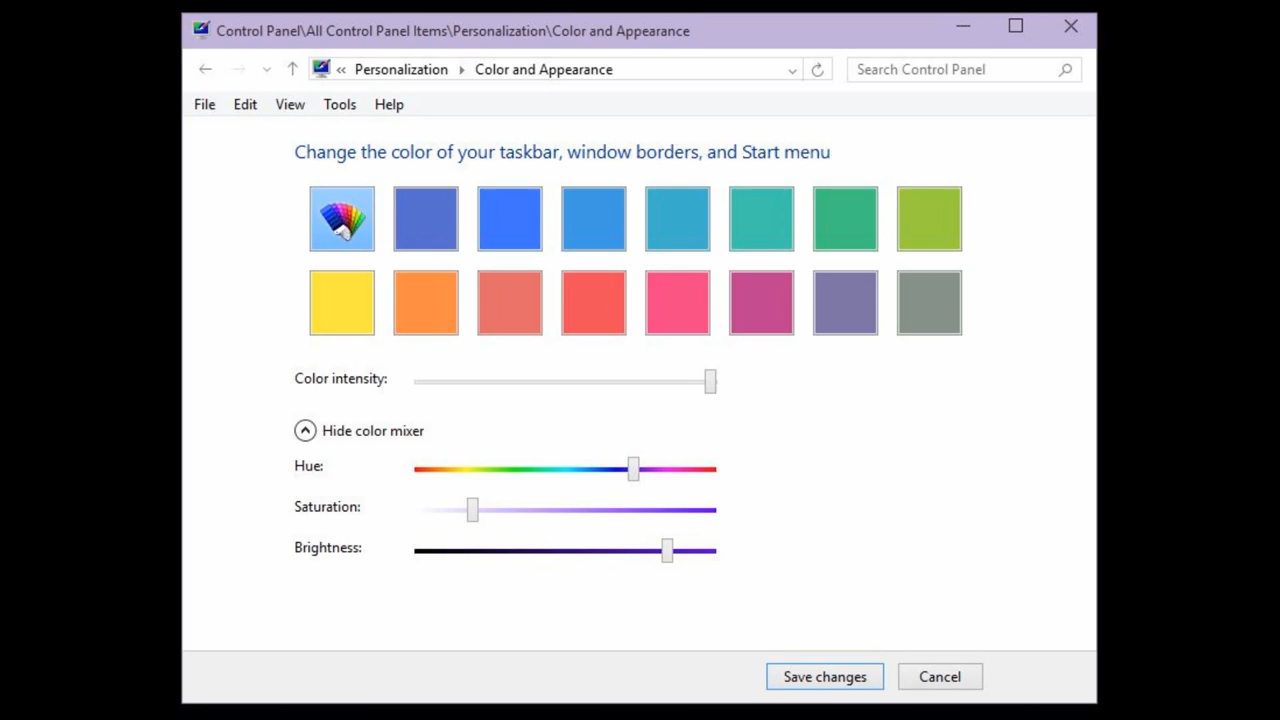 Control Panel\All Control Panel Items\Personalization\Color and Appearance
« Personalization ▸ Color and Appearance
Search Control Panel
File Edit View Tools Help
Change the color of your taskbar, window borders, and Start menu
Color intensity:
Hide color mixer
Hue:
Saturation:
Brightness:
Save changes Cancel